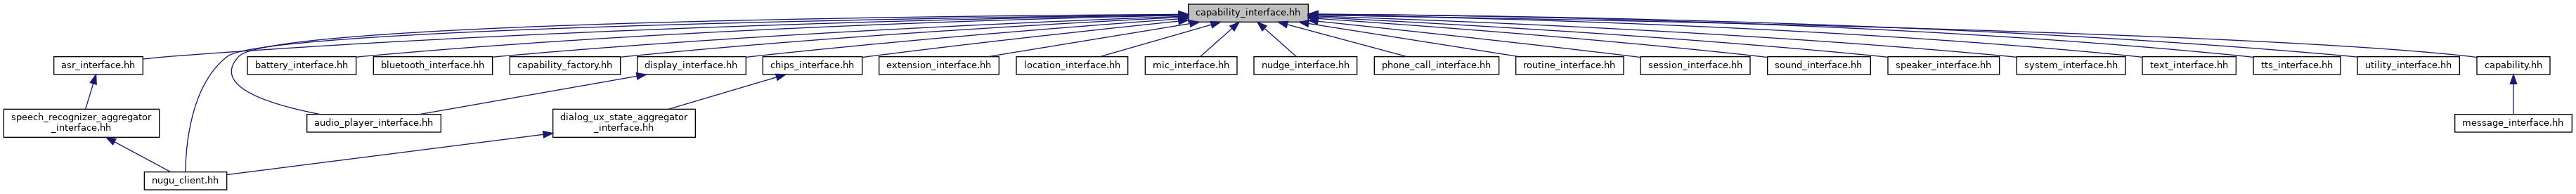 capability_interface.hh
asr_interface.hh
battery_interface.hh
bluetooth_interface.hh
capability_factory.hh
display_interface.hh
chips_interface.hh
extension_interface.hh
location_interface.hh
mic_interface.hh
nudge_interface.hh
phone_call_interface.hh
routine_interface.hh
session_interface.hh
sound_interface.hh
speaker_interface.hh
system_interface.hh
text_interface.hh
tts_interface.hh
utility_interface.hh
capability.hh
speech_recognizer_aggregator
_interface.hh
audio_player_interface.hh
dialog_ux_state_aggregator
_interface.hh
message_interface.hh
nugu_client.hh